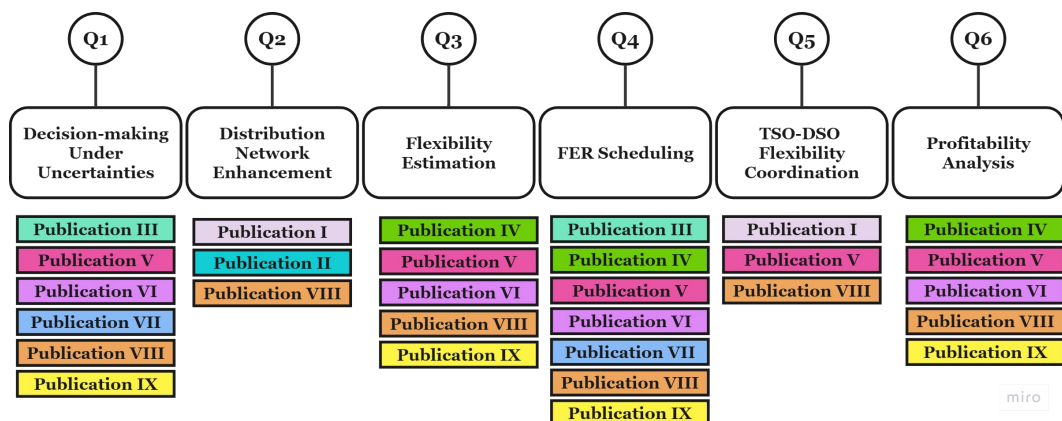 Q1
Q2
Q3
Q4
Q5
Q6
Decision-making
Under
Uncertainties
Distribution
Network
Enhancement
Flexibility
Estimation
FER Scheduling
TSO-DSO
Flexibility
Coordination
Profitability
Analysis
Publication III
Publication V
Publication VI
Publication VII
Publication VIII
Publication IX
Publication I
Publication II
Publication VIII
Publication IV
Publication V
Publication VI
Publication VIII
Publication IX
Publication III
Publication IV
Publication V
Publication VI
Publication VII
Publication VIII
Publication IX
Publication I
Publication V
Publication VIII
Publication IV
Publication V
Publication VI
Publication VIII
Publication IX
miro